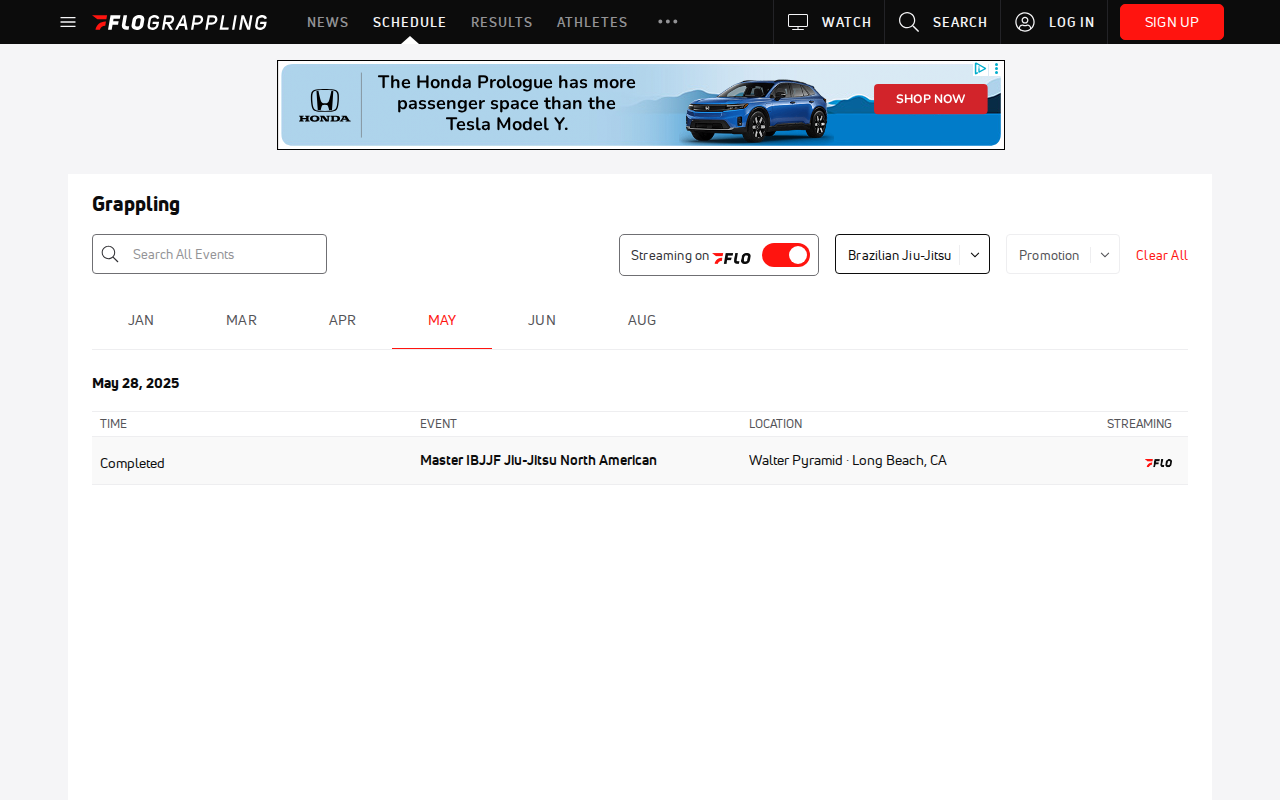 FLOGRAPPLING NEWS SCHEDULE RESULTS ATHLETES WATCH SEARCH LOG IN SIGN UP
HONDA
The Honda Prologue has more
passenger space than the
Tesla Model Y.
SHOP NOW
Grappling
Search All Events Streaming on FLO Brazilian Jiu-Jitsu Promotion Clear All
JAN MAR APR MAY JUN AUG
May 28, 2025
TIME EVENT LOCATION STREAMING
Completed Master IBJJF Jiu-Jitsu North American Walter Pyramid · Long Beach, CA FLO